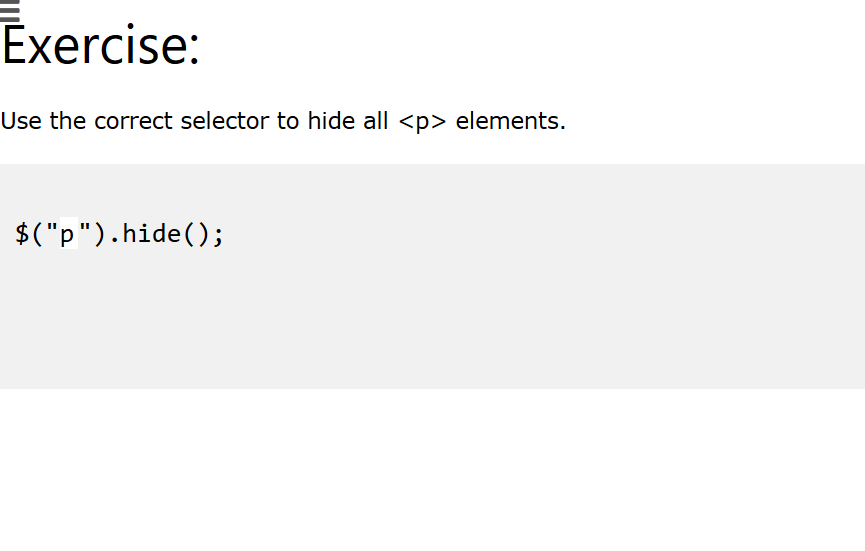 Exercise:
Use the correct selector to hide all <p> elements.
$("p").hide();